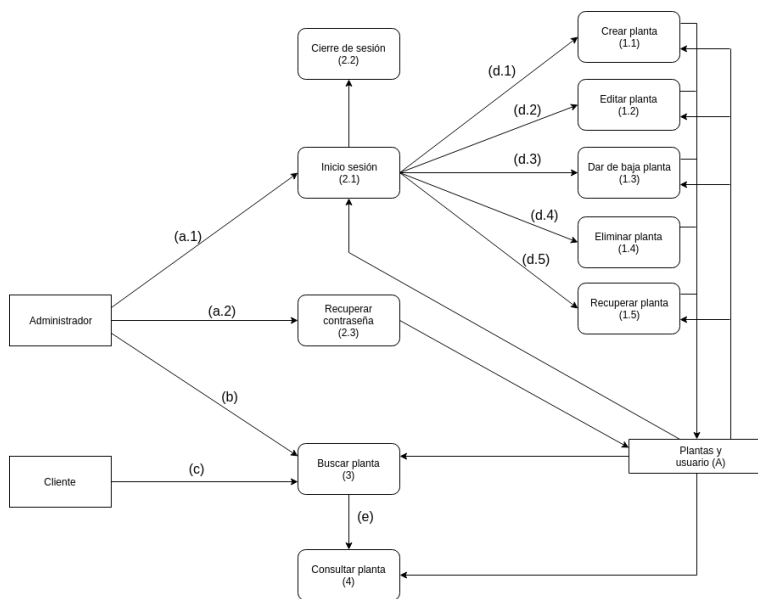 Crear planta
(1.1)
Cierre de sesión
(2.2)
(d.1)
Editar planta
(1.2)
(d.2)
Inicio sesión
(2.1)
(d.3)
Dar de baja planta
(1.3)
(d.4)
Eliminar planta
(1.4)
(a.1)
(d.5)
Recuperar planta
(1.5)
Administrador
(a.2)
Recuperar
contraseña
(2.3)
(b)
Plantas y
usuario (A)
Cliente
(c)
Buscar planta
(3)
(e)
Consultar planta
(4)